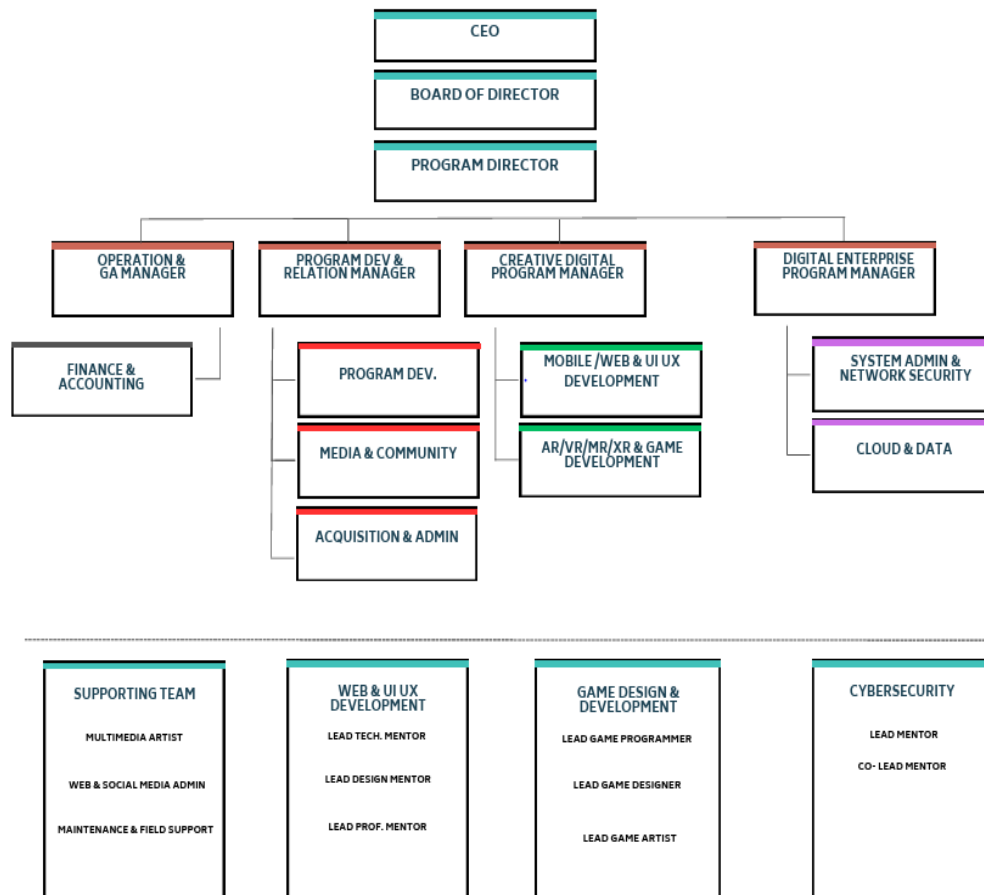 CEO
BOARD OF DIRECTOR
PROGRAM DIRECTOR
OPERATION &
GA MANAGER
PROGRAM DEV &
RELATION MANAGER
CREATIVE DIGITAL
PROGRAM MANAGER
DIGITAL ENTERPRISE
PROGRAM MANAGER
FINANCE &
ACCOUNTING
PROGRAM DEV.
MEDIA & COMMUNITY
ACQUISITION & ADMIN
MOBILE /WEB & UI UX
DEVELOPMENT
AR/VR/MR/XR & GAME
DEVELOPMENT
SYSTEM ADMIN &
NETWORK SECURITY
CLOUD & DATA
SUPPORTING TEAM
MULTIMEDIA ARTIST
WEB & SOCIAL MEDIA ADMIN
MAINTENANCE & FIELD SUPPORT
WEB & UI UX
DEVELOPMENT
LEAD TECH. MENTOR
LEAD DESIGN MENTOR
LEAD PROF. MENTOR
GAME DESIGN &
DEVELOPMENT
LEAD GAME PROGRAMMER
LEAD GAME DESIGNER
LEAD GAME ARTIST
CYBERSECURITY
LEAD MENTOR
CO- LEAD MENTOR